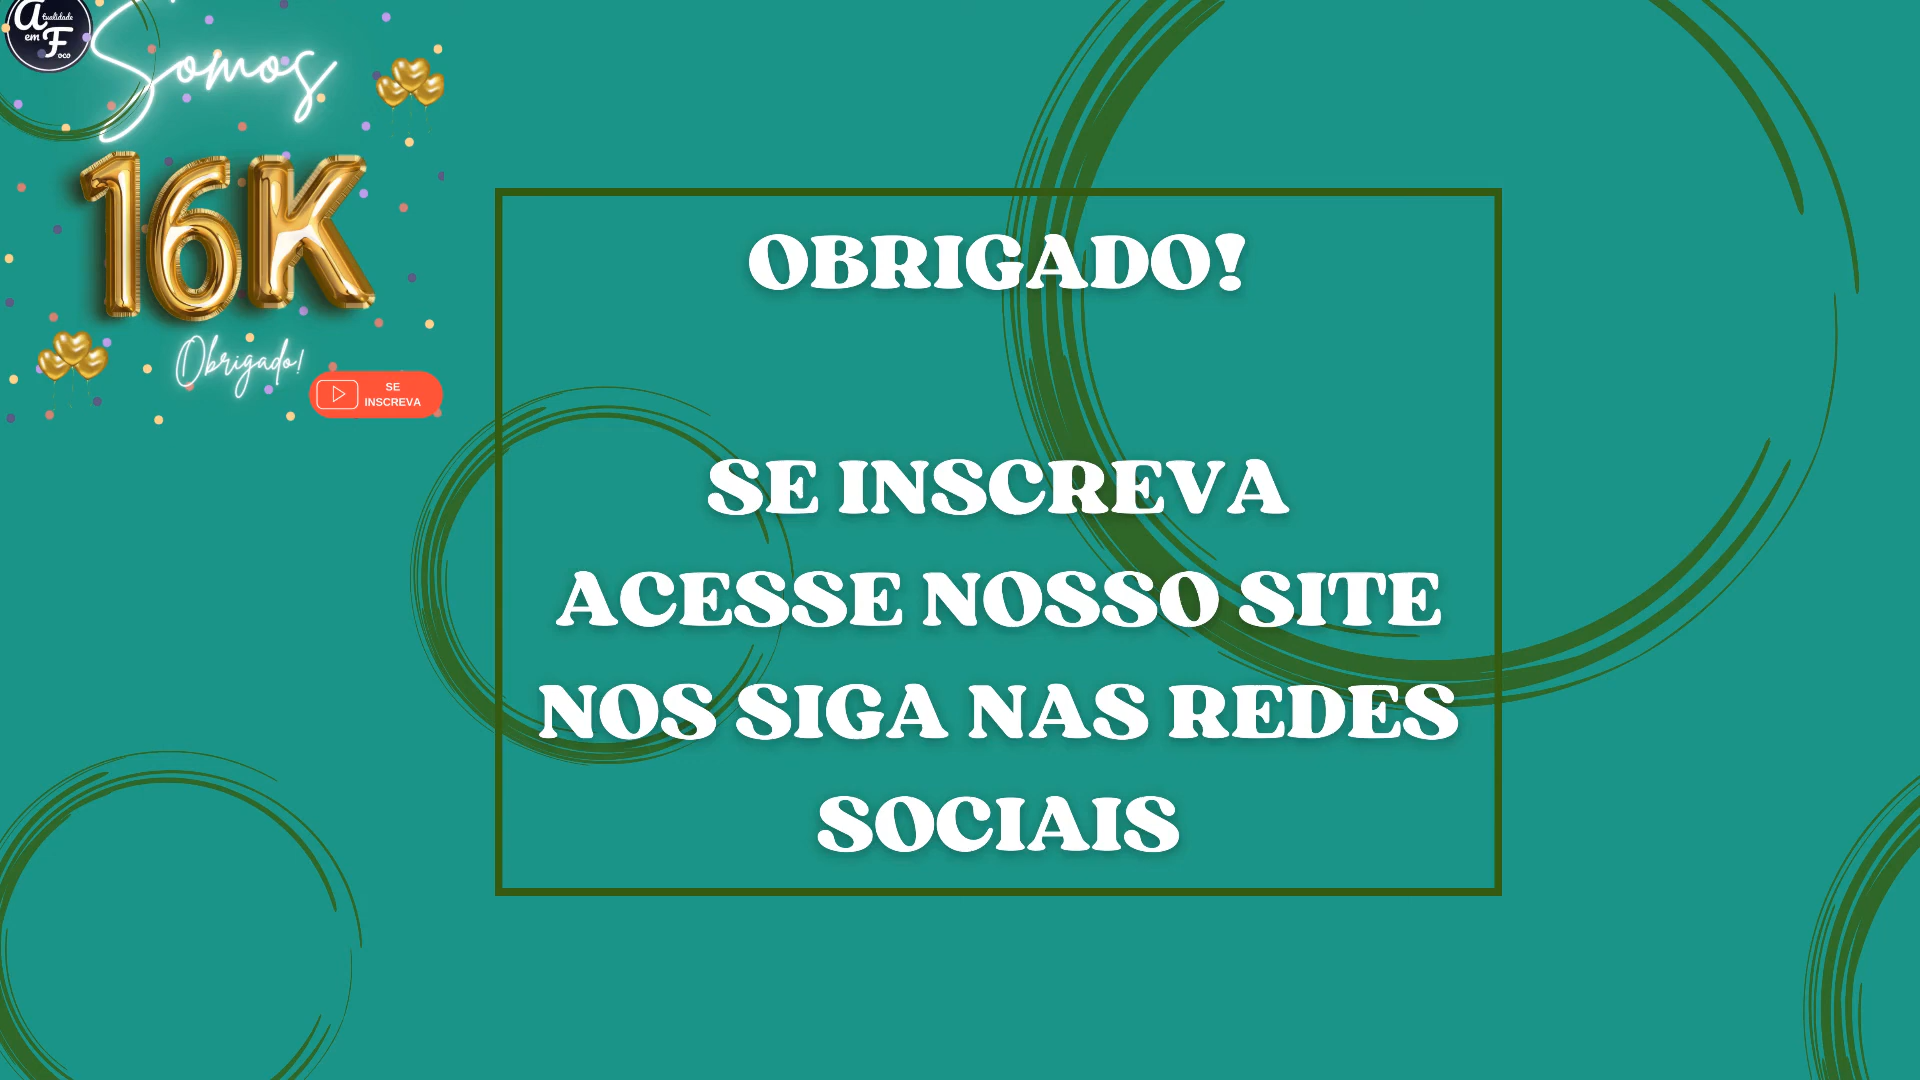 Atualidade
em
Foco
Somos
16K
Obrigado!
SE
INSCREVA
OBRIGADO!
SE INSCREVA
ACESSE NOSSO SITE
NOS SIGA NAS REDES
SOCIAIS